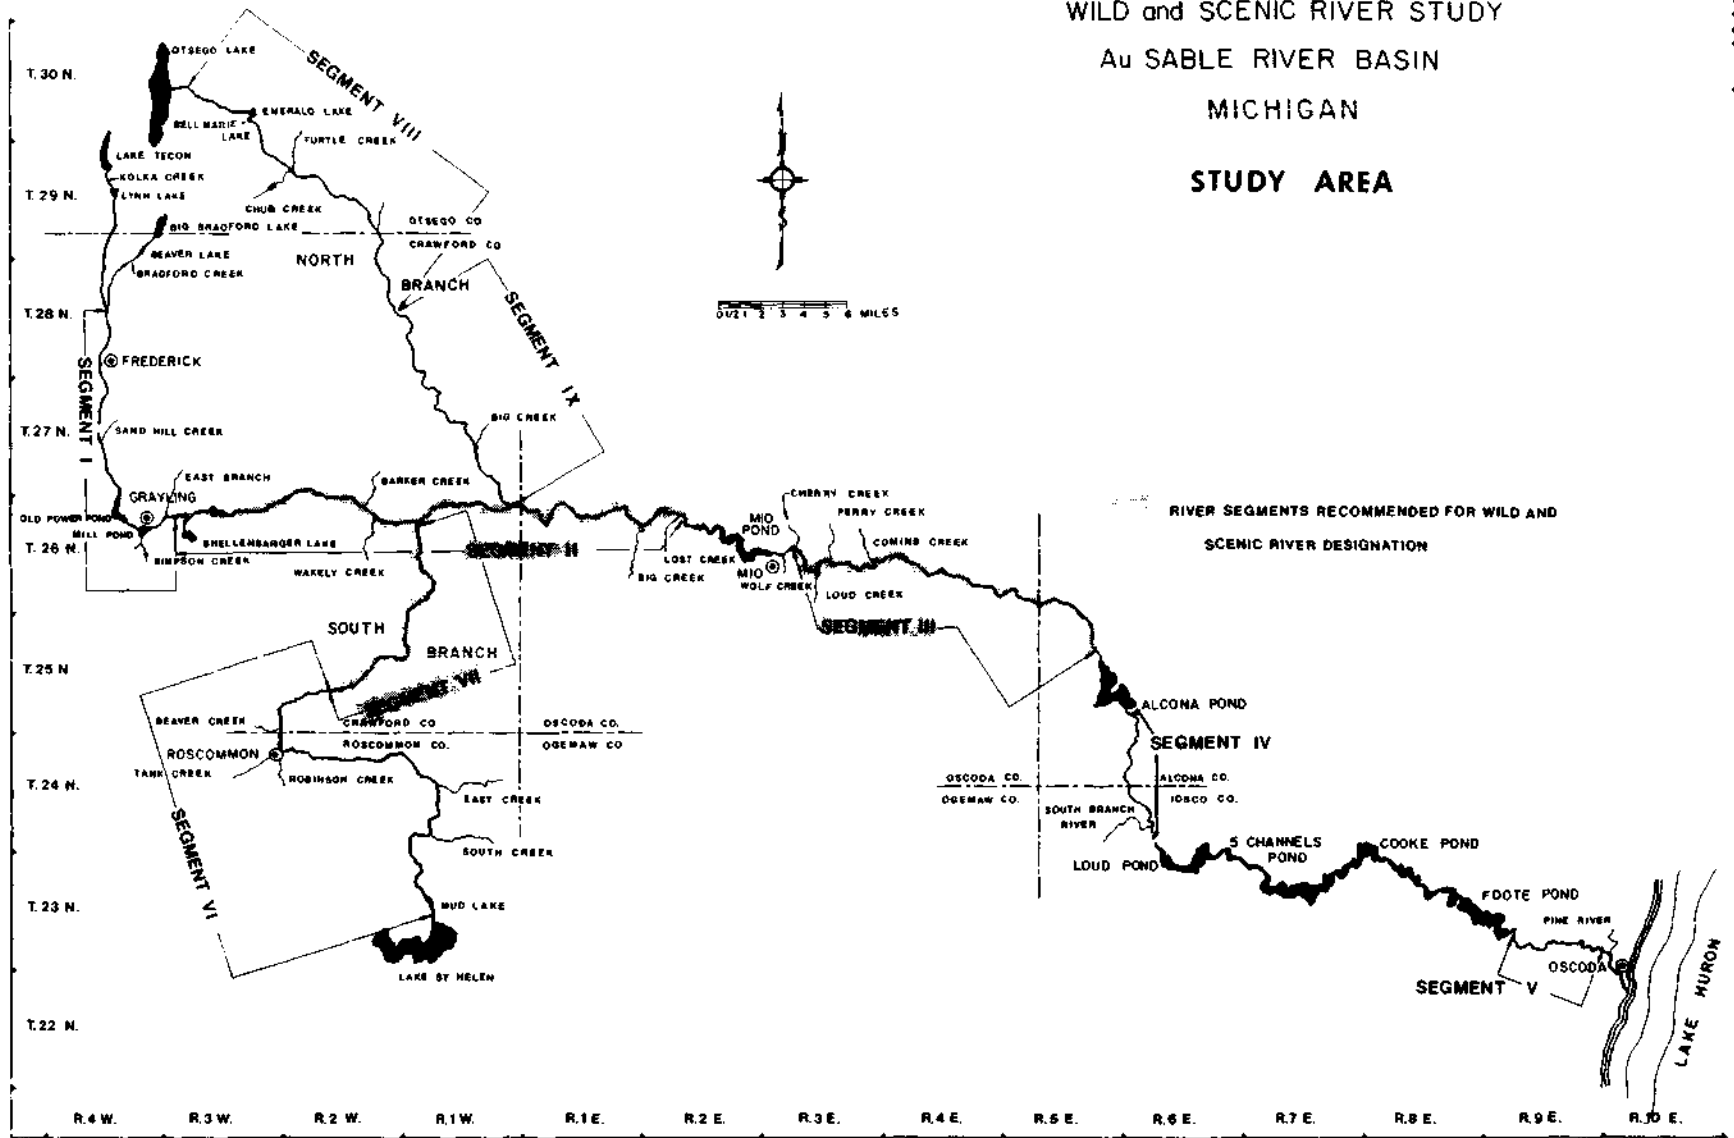 WILD and SCENIC RIVER STUDY
Au SABLE RIVER BASIN
MICHIGAN
STUDY AREA
T. 30 N.
OTSEGO LAKE
SEGMENT VIII
EMERALD LAKE
BELL MARIE
LAKE
TURTLE CREEK
LAKE TECON
KOLKA CREEK
LYNN LAKE
T. 29 N.
CHUB CREEK
BIG BRADFORD LAKE
OTSEGO CO
CRAWFORD CO
BEAVER LAKE
BRADFORD CREEK
NORTH
BRANCH
SEGMENT IX
0 1/2 1 2 3 4 5 6 MILES
T. 28 N.
FREDERICK
SEGMENT I
BIG CREEK
T. 27 N.
SAND HILL CREEK
EAST BRANCH
BARKER CREEK
GRAYLING
OLD POWER POND
MILL POND
T. 26 N.
SHELLENBARGER LAKE
SIMPSON CREEK
WAKELY CREEK
SEGMENT II
CHERRY CREEK
PERRY CREEK
MIO
POND
COMINS CREEK
LOST CREEK
BIG CREEK
MIO
WOLF CREEK
LOUD CREEK
SEGMENT III
RIVER SEGMENTS RECOMMENDED FOR WILD AND
SCENIC RIVER DESIGNATION
SOUTH
BRANCH
T. 25 N
SEGMENT VII
BEAVER CREEK
CRAWFORD CO
OSCODA CO.
ROSCOMMON CO.
OGEMAW CO
ROSCOMMON
TANK CREEK
ROBINSON CREEK
T. 24 N.
EAST CREEK
SOUTH CREEK
SEGMENT VI
ALCONA POND
SEGMENT IV
OSCODA CO.
ALCONA CO.
OGEMAW CO.
IOSCO CO.
SOUTH BRANCH
RIVER
LOUD POND
5 CHANNELS
POND
COOKE POND
FOOTE POND
PINE RIVER
OSCODA
SEGMENT V
LAKE HURON
T. 23 N.
MUD LAKE
LAKE ST HELEN
T. 22 N.
R. 4 W.
R. 3 W.
R. 2 W.
R. 1 W.
R. 1 E.
R. 2 E.
R. 3 E.
R. 4 E.
R. 5 E.
R. 6 E.
R. 7 E.
R. 8 E.
R. 9 E.
R. 10 E.